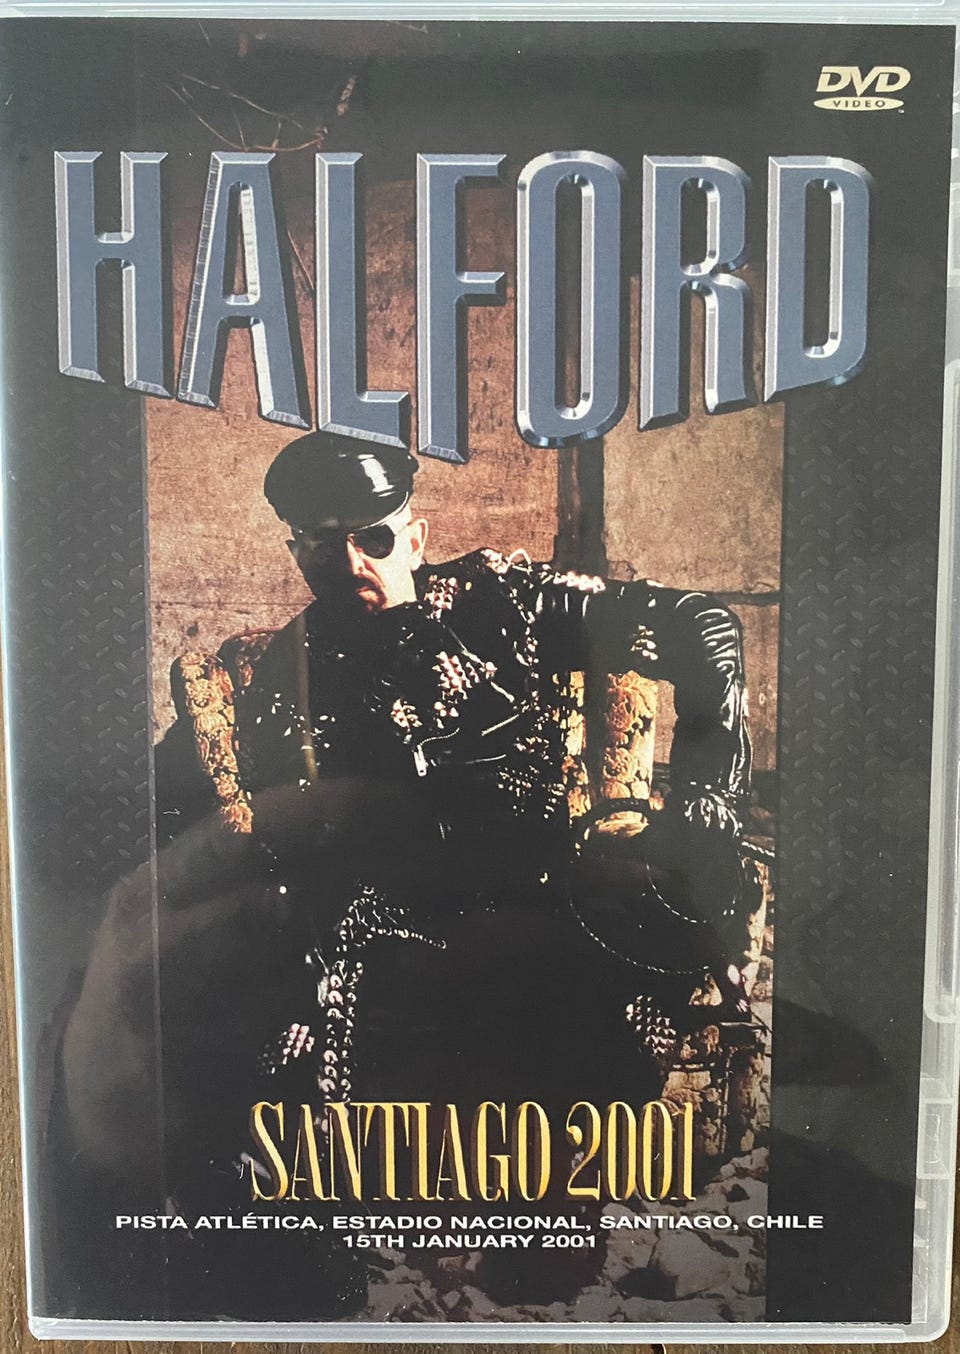 DVD
VIDEO
HALFORD
SANTIAGO 2001
PISTA ATLÉTICA, ESTADIO NACIONAL, SANTIAGO, CHILE
15TH JANUARY 2001